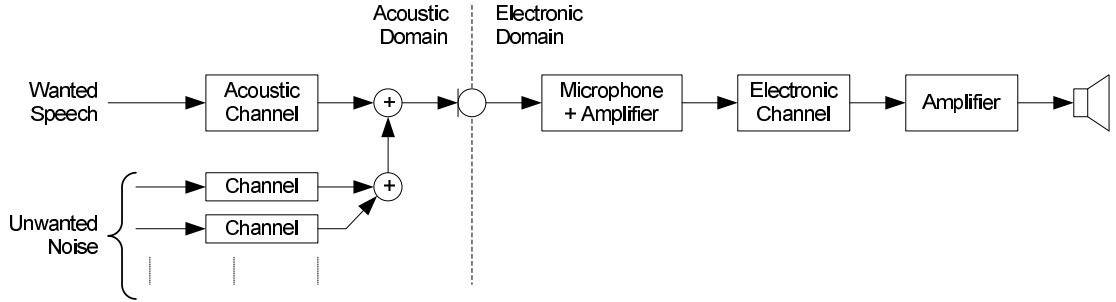 Acoustic
Domain
Electronic
Domain
Wanted
Speech
Acoustic
Channel
+
Microphone
+ Amplifier
Electronic
Channel
Amplifier
Unwanted
Noise
Channel
+
Channel